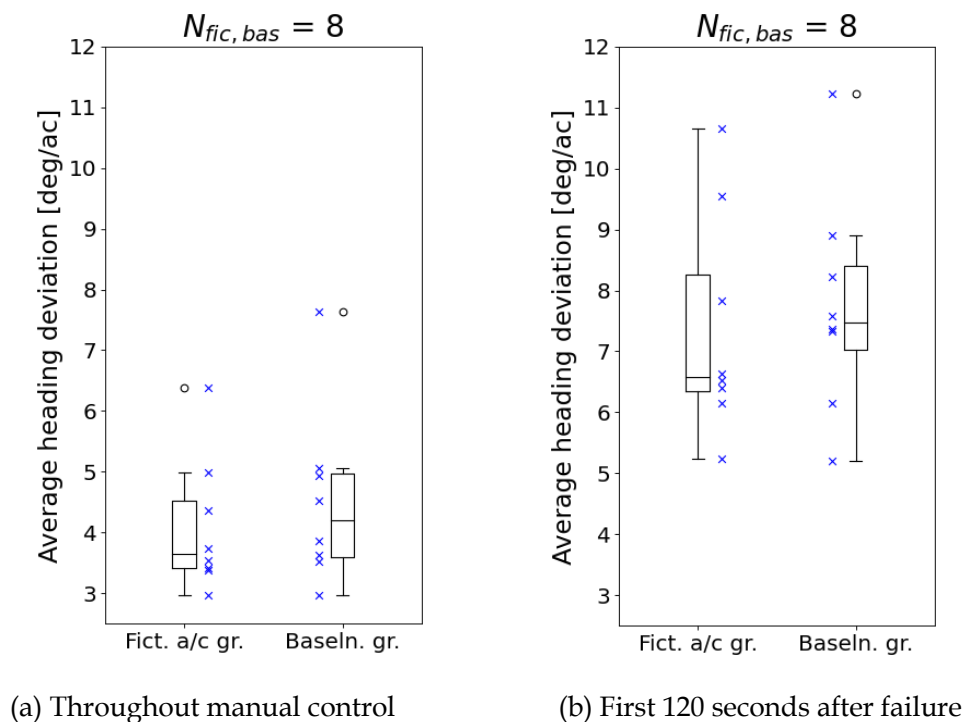 N_fic, bas = 8
Average heading deviation [deg/ac]
12
11
10
9
8
7
6
5
4
3
Fict. a/c gr. Baseln. gr.
(a) Throughout manual control
N_fic, bas = 8
Average heading deviation [deg/ac]
12
11
10
9
8
7
6
5
4
3
Fict. a/c gr. Baseln. gr.
(b) First 120 seconds after failure